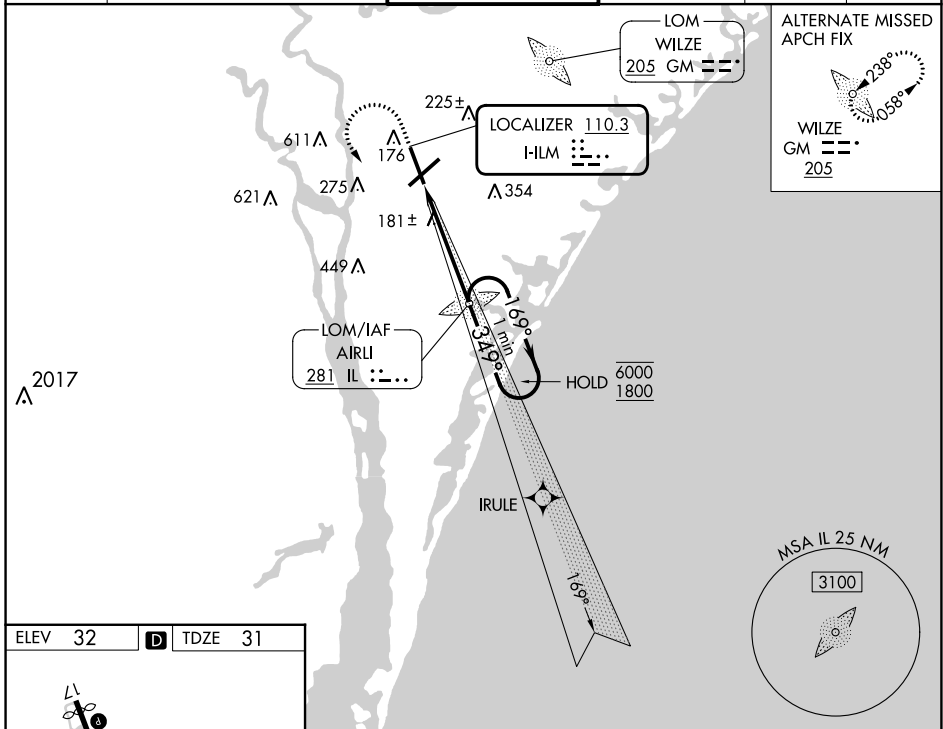 LOM
WILZE
205 GM
ALTERNATE MISSED
APCH FIX
238°
058°
WILZE
GM
205
225±
LOCALIZER 110.3
I-ILM
611
176
275
621
354
181±
449
LOM/IAF
AIRLI
281 IL
169°
1 min
349°
HOLD 6000
1800
2017
IRULE
169°
MSA IL 25 NM
3100
ELEV 32 D TDZE 31
17
P